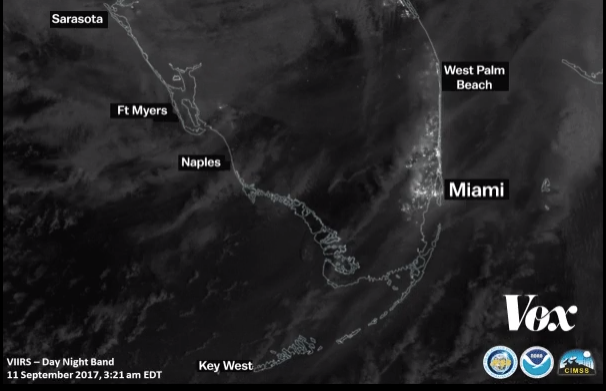 Sarasota
West Palm
Beach
Ft Myers
Naples
Miami
Vox
Key West
VIIRS – Day Night Band
11 September 2017, 3:21 am EDT
NOAA
CIMSS